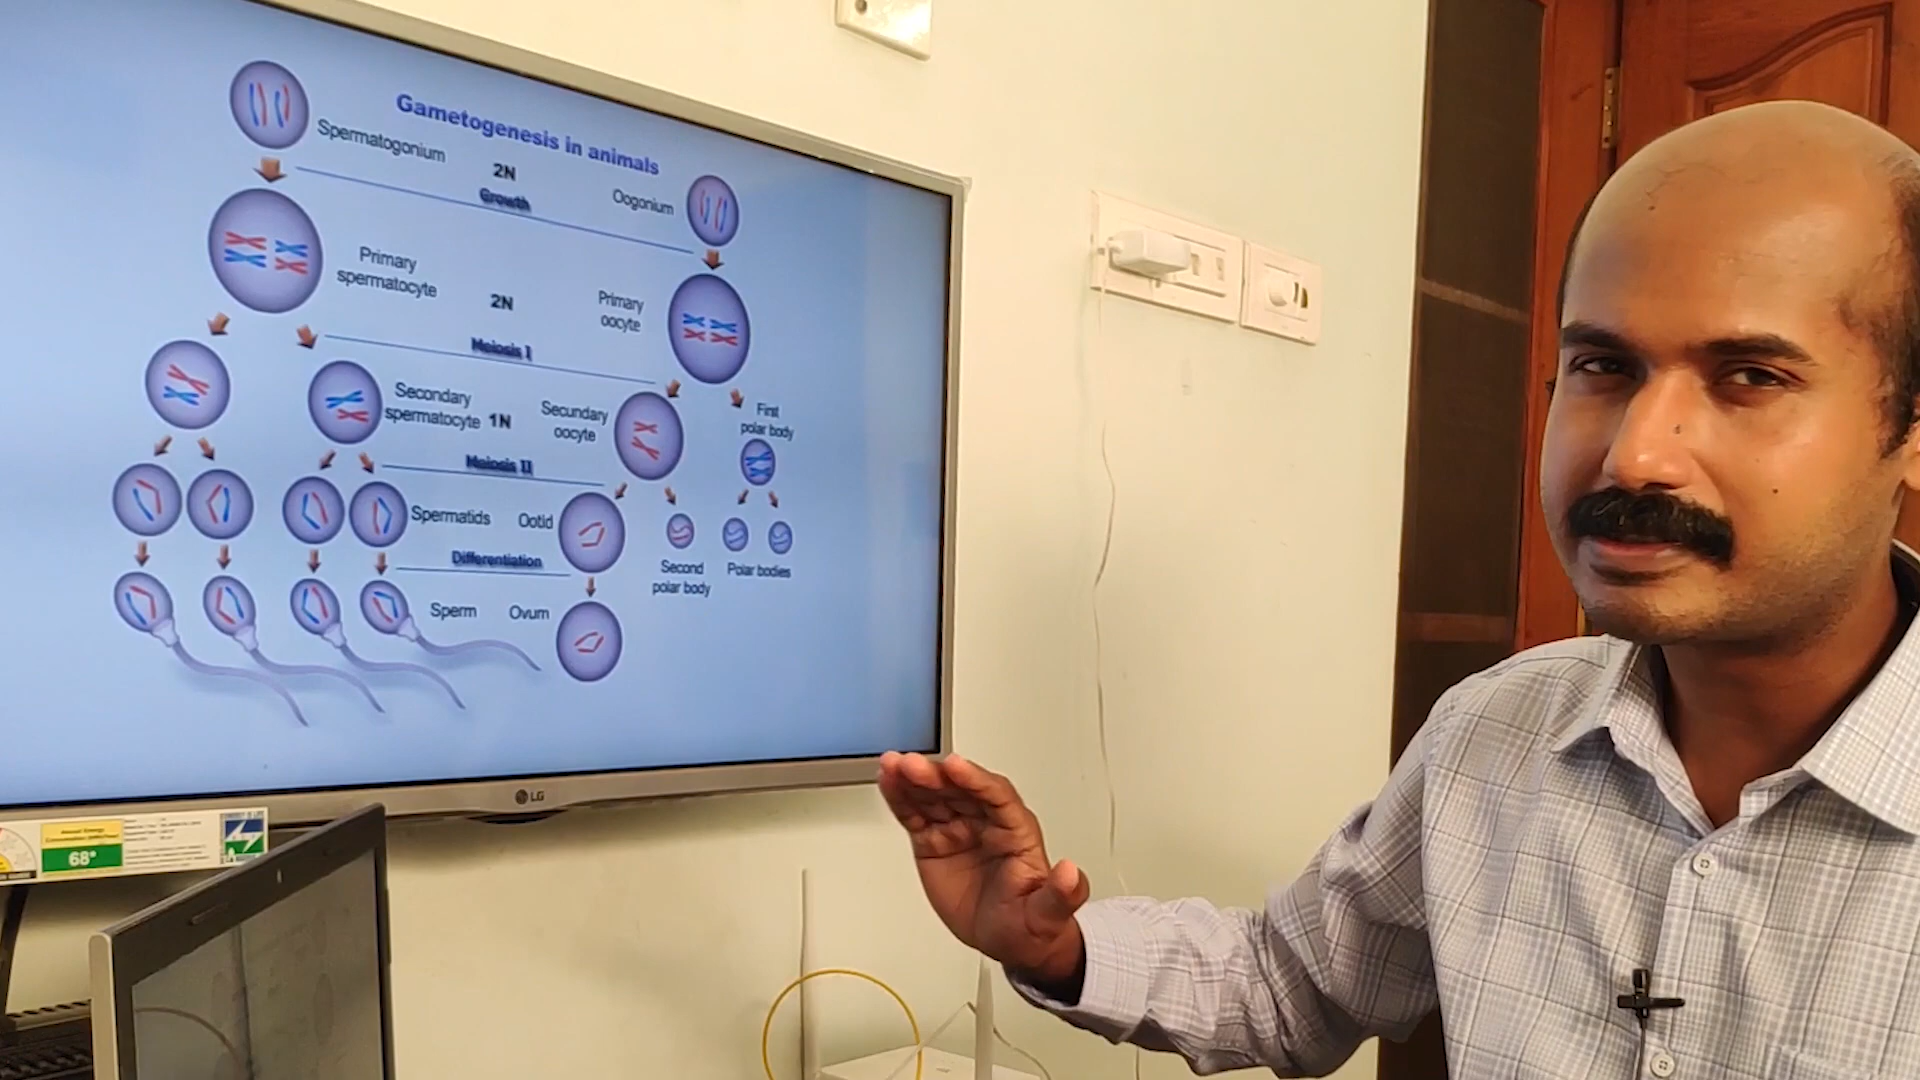 Gametogenesis in animals
Spermatogonium
2N
Growth
Oogonium
Primary
spermatocyte
2N
Primary
oocyte
Meiosis I
Secondary
spermatocyte 1N
Secundary
oocyte
First
polar body
Meiosis II
Spermatids
Ootid
Second
polar body
Polar bodies
Differentiation
Sperm
Ovum
LG
68